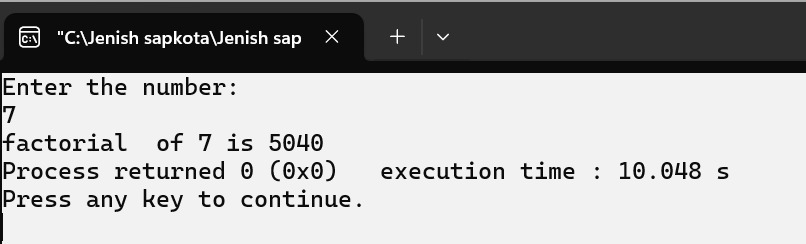 "C:\Jenish sapkota\Jenish sap
Enter the number:
7
factorial  of 7 is 5040
Process returned 0 (0x0)   execution time : 10.048 s
Press any key to continue.